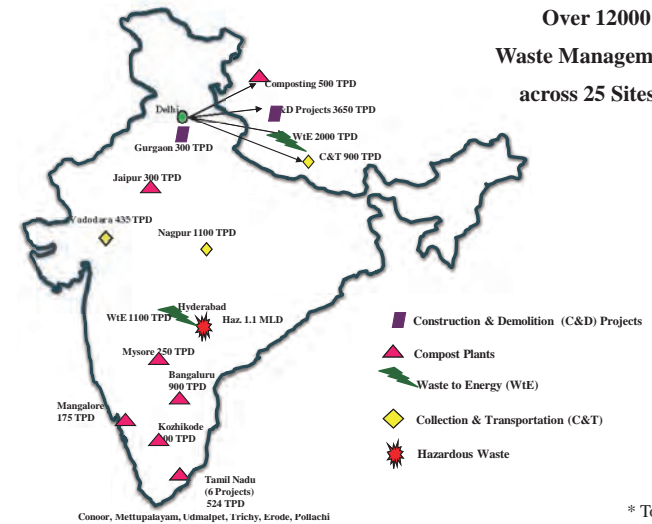 Over 12000
Waste Managem
across 25 Sites
Composting 500 TPD
Delhi
&D Projects 3650 TPD
WtE 2000 TPD
Gurgaon 300 TPD
C&T 900 TPD
Jaipur 300 TPD
Vadodara 435 TPD
Nagpur 1100 TPD
Hyderabad
WtE 1100 TPD
Haz. 1.1 MLD
Construction & Demolition (C&D) Projects
Mysore 250 TPD
Compost Plants
Bangaluru
900 TPD
Waste to Energy (WtE)
Mangalore
175 TPD
Collection & Transportation (C&T)
Kozhikode
00 TPD
Hazardous Waste
Tamil Nadu
(6 Projects)
524 TPD
Conoor, Mettupalayam, Udmalpet, Trichy, Erode, Pollachi
* To